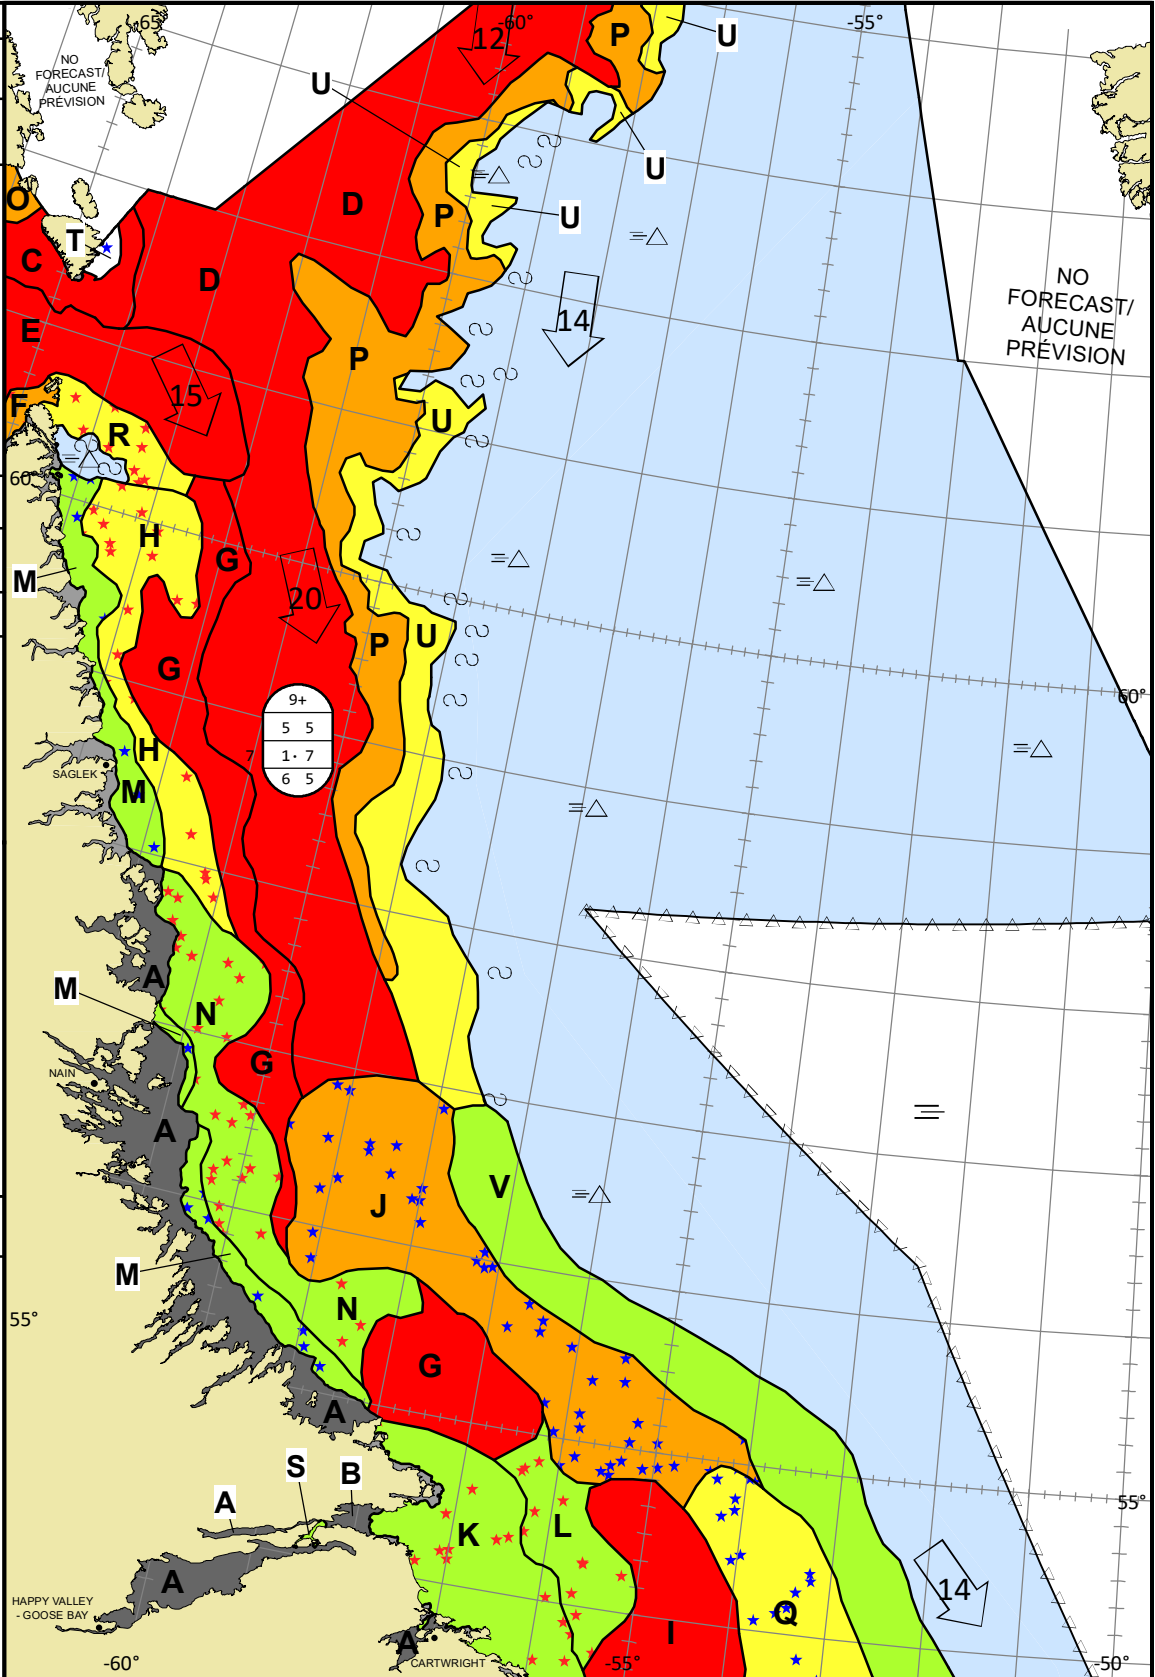 -65°
-60°
-55°
12
P
U
NO
FORECAST/
AUCUNE
PRÉVISION
U
U
O
D
P
U
T
C
D
NO
FORECAST/
AUCUNE
PRÉVISION
14
E
P
15
F
U
R
60°
H
G
M
20
P
U
G
60°
9+
5 5
7 1· 7
6 5
H
SAGLEK
M
A
M
N
G
NAIN
A
V
J
M
N
55°
G
A
S
B
A
55°
K
L
A
14
HAPPY VALLEY
- GOOSE BAY
Q
I
A
CARTWRIGHT
-60°
-55°
-50°